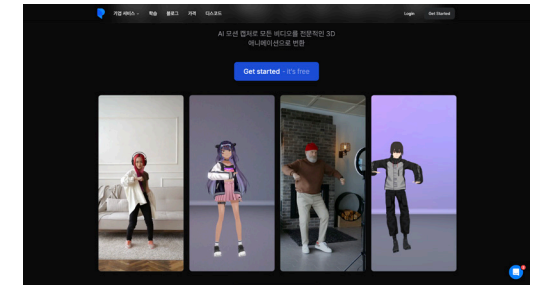 기업 서비스
학습
블로그
가격
디스코드
Login
Get Started
AI 모션 캡처로 모든 비디오를 전문적인 3D
애니메이션으로 변환
Get started - it's free